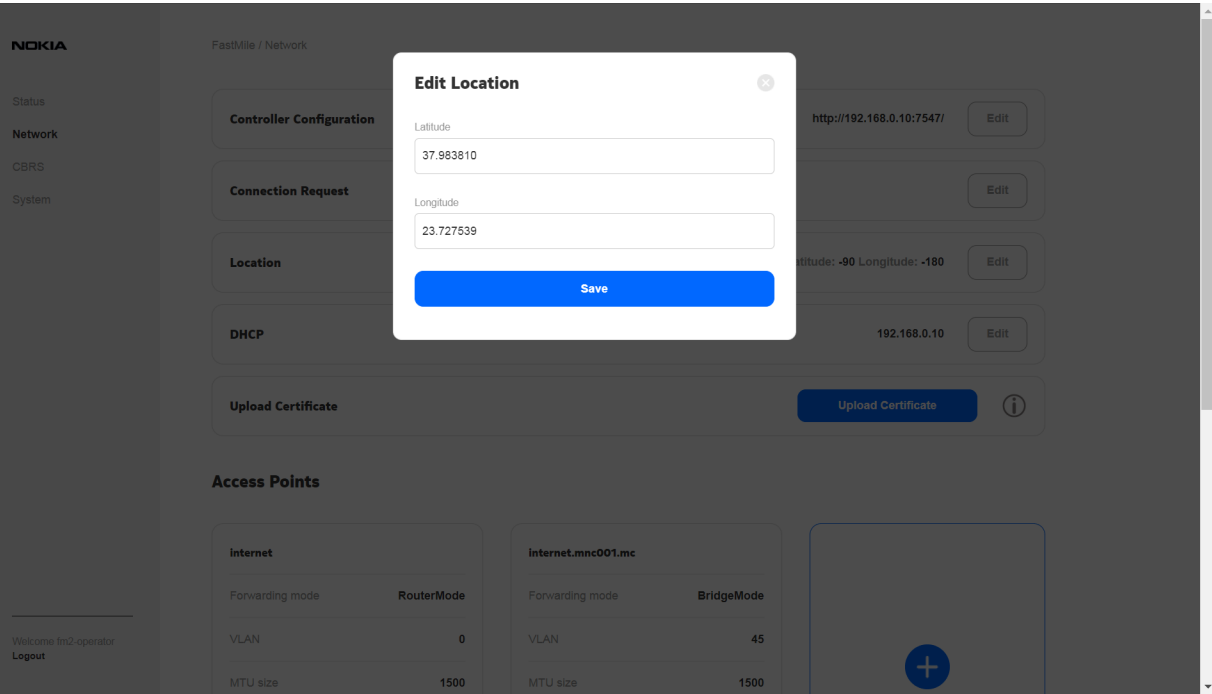 NOKIA
FastMile / Network
Status
Network
CBRS
System
Edit Location
Latitude
37.983810
Longitude
23.727539
Save
Controller Configuration
http://192.168.0.10:7547/
Edit
Connection Request
Edit
Location
atitude: -90 Longitude: -180
Edit
DHCP
192.168.0.10
Edit
Upload Certificate
Upload Certificate
Access Points
internet
Forwarding mode RouterMode
VLAN 0
MTU size 1500
internet.mnc001.mc
Forwarding mode BridgeMode
VLAN 45
MTU size 1500
Welcome fm2-operator
Logout